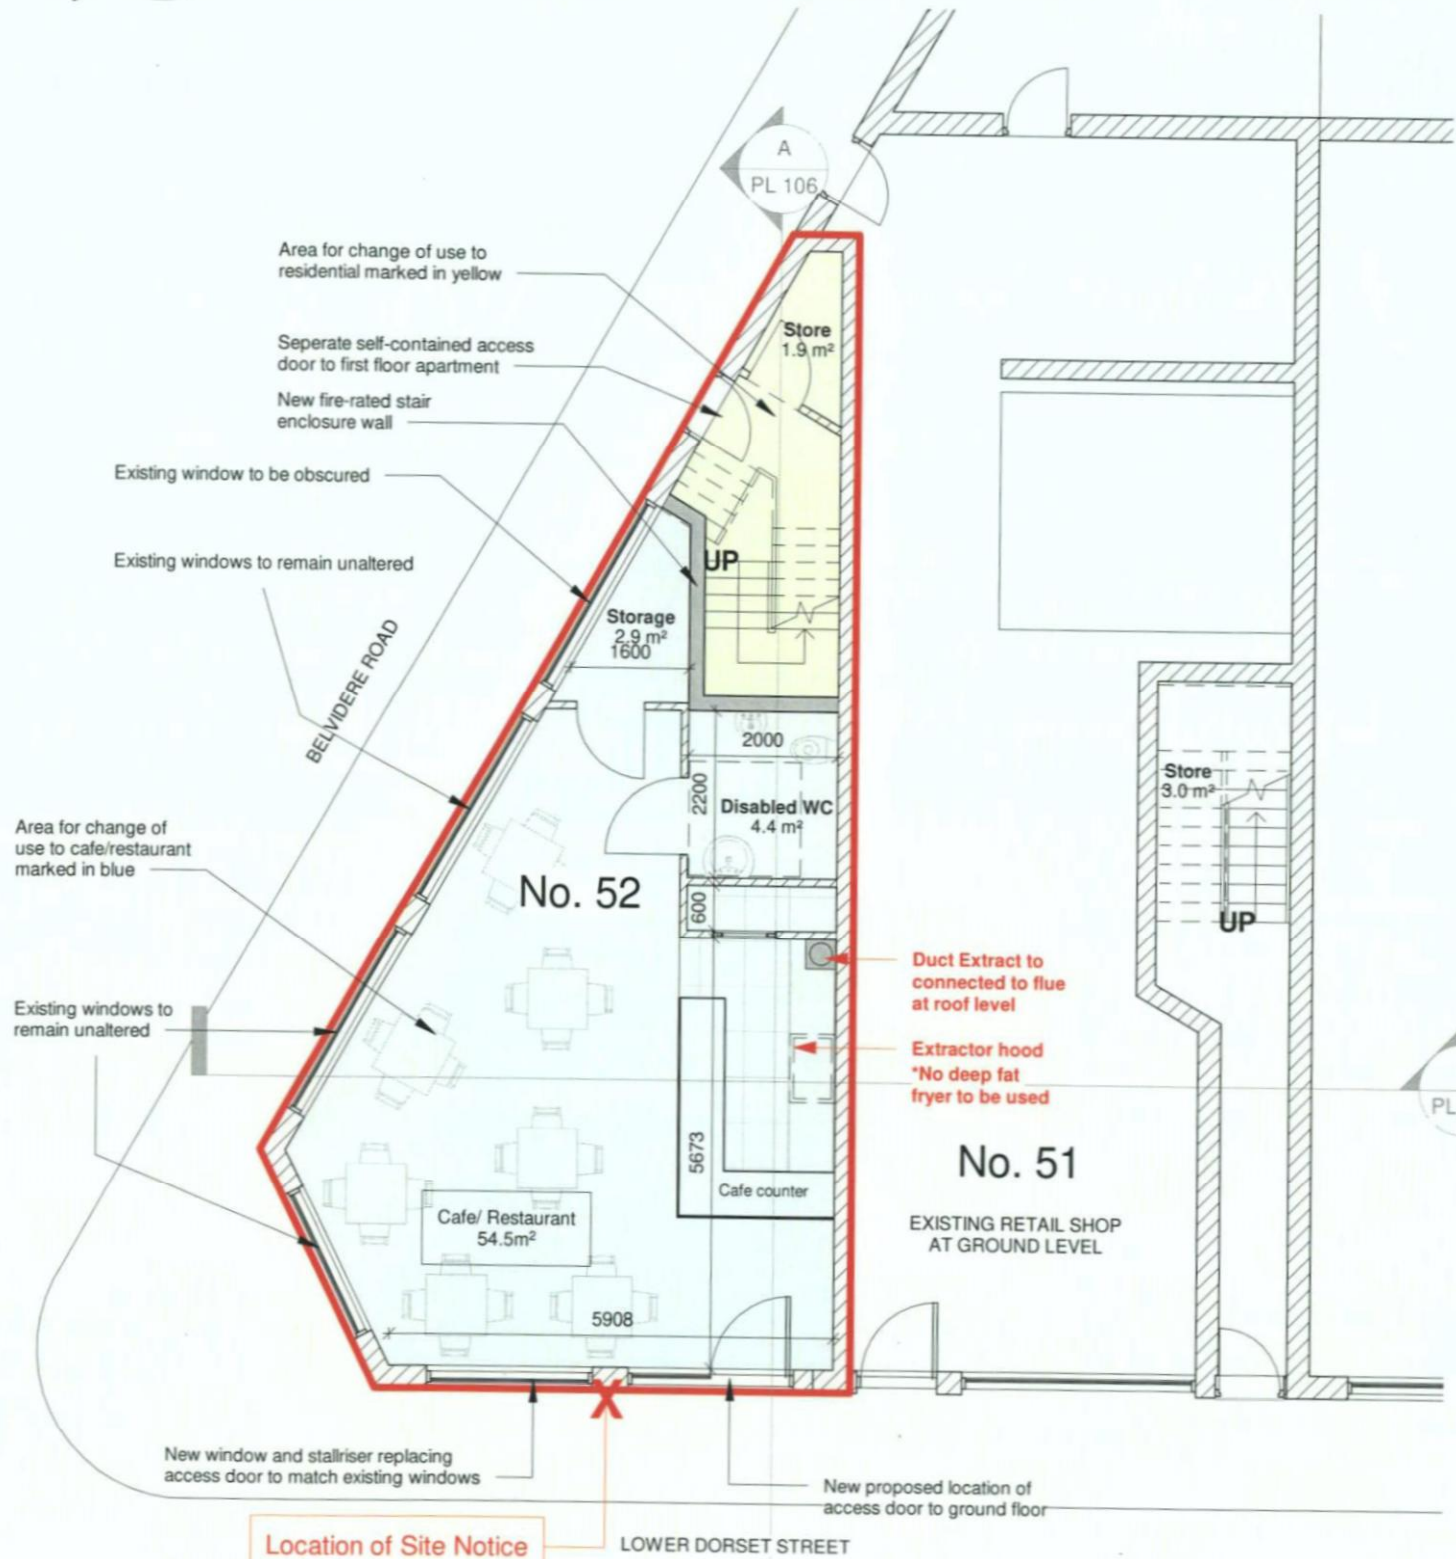 A
PL 106
Area for change of use to
residential marked in yellow
Store
1.9 m²
Seperate self-contained access
door to first floor apartment
New fire-rated stair
enclosure wall
Existing window to be obscured
Existing windows to remain unaltered
UP
Storage
2.9 m²
1600
BELVIDERE ROAD
2000
2200
Disabled WC
4.4 m²
Store
3.0 m²
UP
Area for change of
use to cafe/restaurant
marked in blue
No. 52
600
Duct Extract to
connected to flue
at roof level
Existing windows to
remain unaltered
Extractor hood
*No deep fat
fryer to be used
PL
5673
No. 51
Cafe counter
Cafe/ Restaurant
54.5m²
EXISTING RETAIL SHOP
AT GROUND LEVEL
5908
X
New window and stallriser replacing
access door to match existing windows
New proposed location of
access door to ground floor
Location of Site Notice
LOWER DORSET STREET